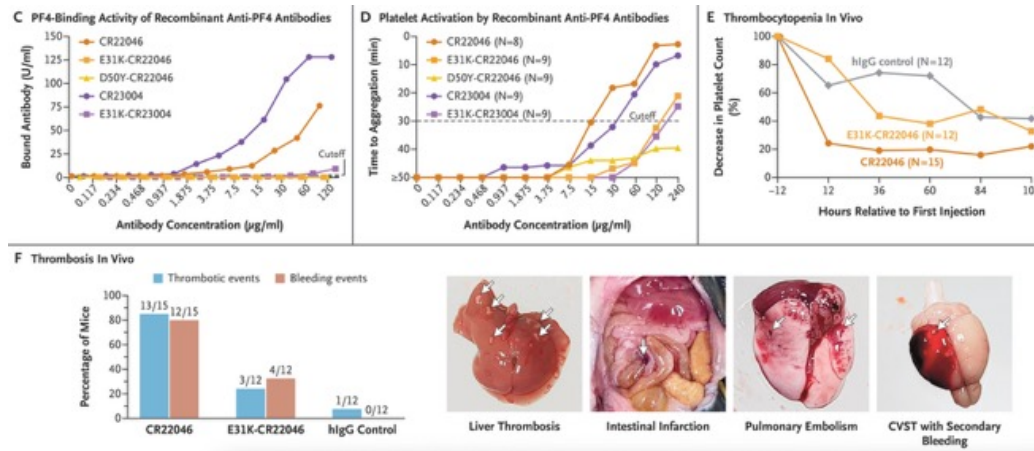 C PF4-Binding Activity of Recombinant Anti-PF4 Antibodies
Bound Antibody (U/ml)
150
125
100
75
50
25
0
CR22046
E31K-CR22046
D50Y-CR22046
CR23004
E31K-CR23004
Cutoff
0 0.117 0.234 0.468 0.937 1.875 3.75 7.5 15 30 60 120
Antibody Concentration (µg/ml)
D Platelet Activation by Recombinant Anti-PF4 Antibodies
Time to Aggregation (min)
0
10
20
30
40
≥50
CR22046 (N=8)
E31K-CR22046 (N=9)
D50Y-CR22046 (N=9)
CR23004 (N=9)
E31K-CR23004 (N=9)
Cutoff
0 0.117 0.234 0.468 0.937 1.875 3.75 7.5 15 30 60 120 240
Antibody Concentration (µg/ml)
E Thrombocytopenia In Vivo
Decrease in Platelet Count (%)
100
80
60
40
20
0
hIgG control (N=12)
E31K-CR22046 (N=12)
CR22046 (N=15)
−12 12 36 60 84 10
Hours Relative to First Injection
F Thrombosis In Vivo
Thrombotic events Bleeding events
Percentage of Mice
100
80
60
40
20
0
13/15 12/15
3/12 4/12
1/12 0/12
CR22046 E31K-CR22046 hIgG Control
Liver Thrombosis
Intestinal Infarction
Pulmonary Embolism
CVST with Secondary
Bleeding